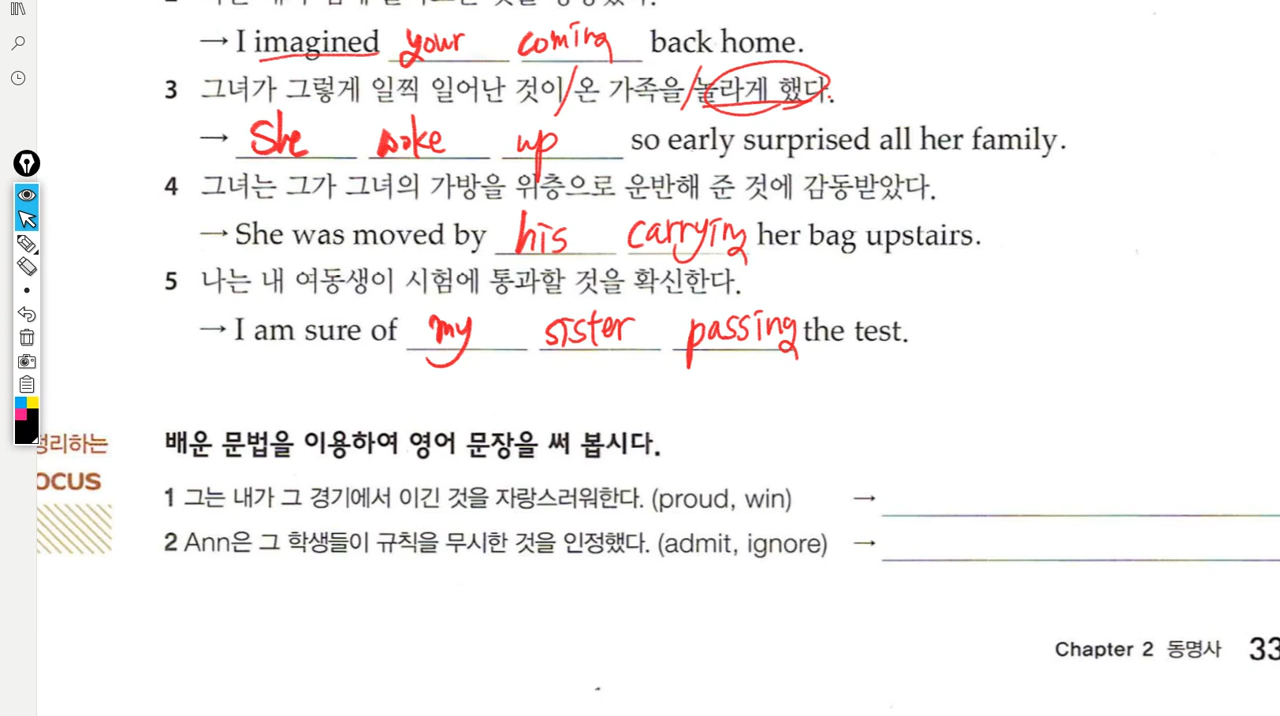 → I imagined your coming back home.
3 그녀가 그렇게 일찍 일어난 것이/온 가족을/놀라게 했다.
→ She woke up so early surprised all her family.
4 그녀는 그가 그녀의 가방을 위층으로 운반해 준 것에 감동받았다.
→ She was moved by his carrying her bag upstairs.
5 나는 내 여동생이 시험에 통과할 것을 확신한다.
→ I am sure of my sister passing the test.
리하는
OCUS
배운 문법을 이용하여 영어 문장을 써 봅시다.
1 그는 내가 그 경기에서 이긴 것을 자랑스러워한다. (proud, win) →
2 Ann은 그 학생들이 규칙을 무시한 것을 인정했다. (admit, ignore) →
Chapter 2 동명사 33